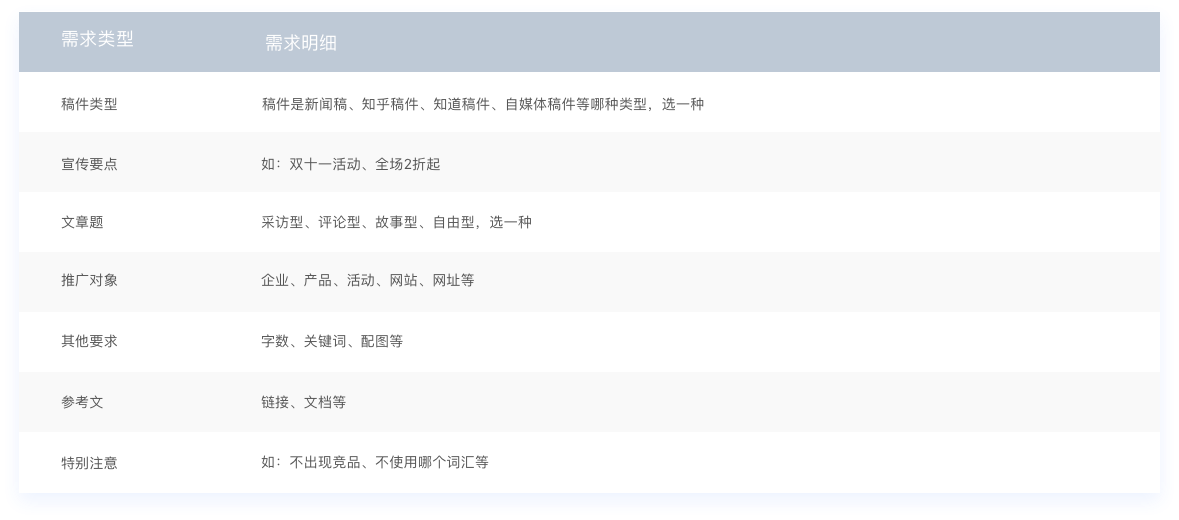 需求类型 需求明细
稿件类型 稿件是新闻稿、知乎稿件、知道稿件、自媒体稿件等哪种类型，选一种
宣传要点 如：双十一活动、全场2折起
文章题 采访型、评论型、故事型、自由型，选一种
推广对象 企业、产品、活动、网站、网址等
其他要求 字数、关键词、配图等
参考文 链接、文档等
特别注意 如：不出现竞品、不使用哪个词汇等